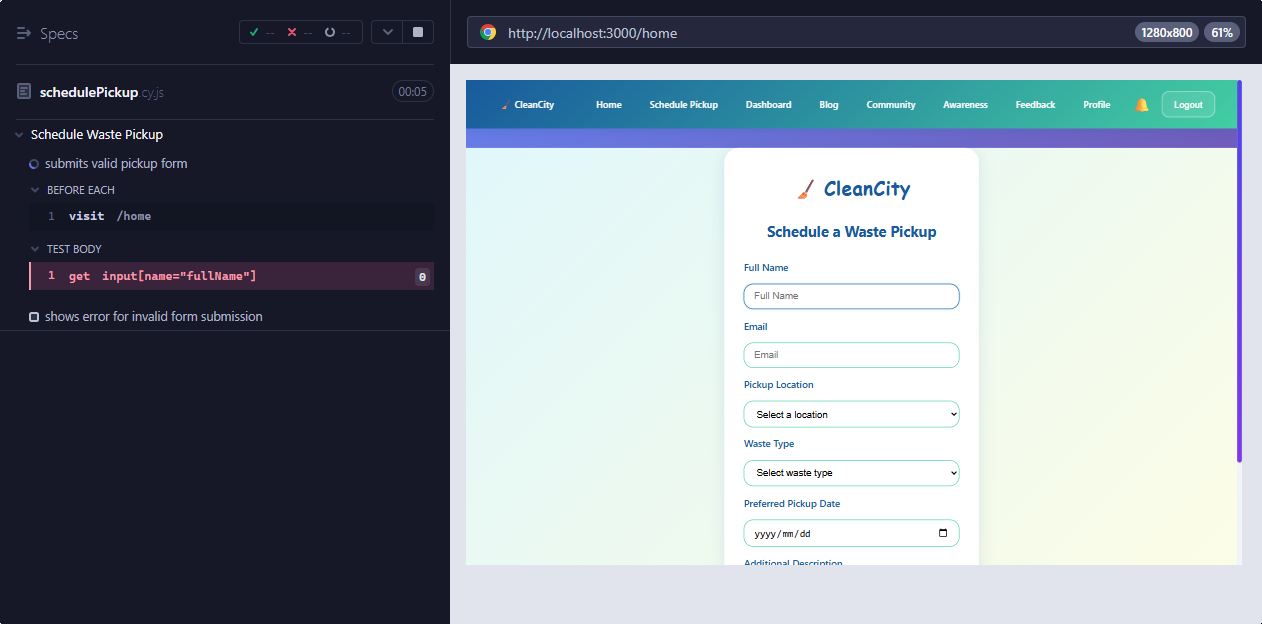 Specs
-- -- --
schedulePickup.cy.js 00:05
Schedule Waste Pickup
submits valid pickup form
BEFORE EACH
1 visit /home
TEST BODY
1 get input[name="fullName"] 0
shows error for invalid form submission
http://localhost:3000/home 1280x800 61%
CleanCity Home Schedule Pickup Dashboard Blog Community Awareness Feedback Profile Logout
CleanCity
Schedule a Waste Pickup
Full Name
Full Name
Email
Email
Pickup Location
Select a location
Waste Type
Select waste type
Preferred Pickup Date
yyyy/mm/dd
Additional Description